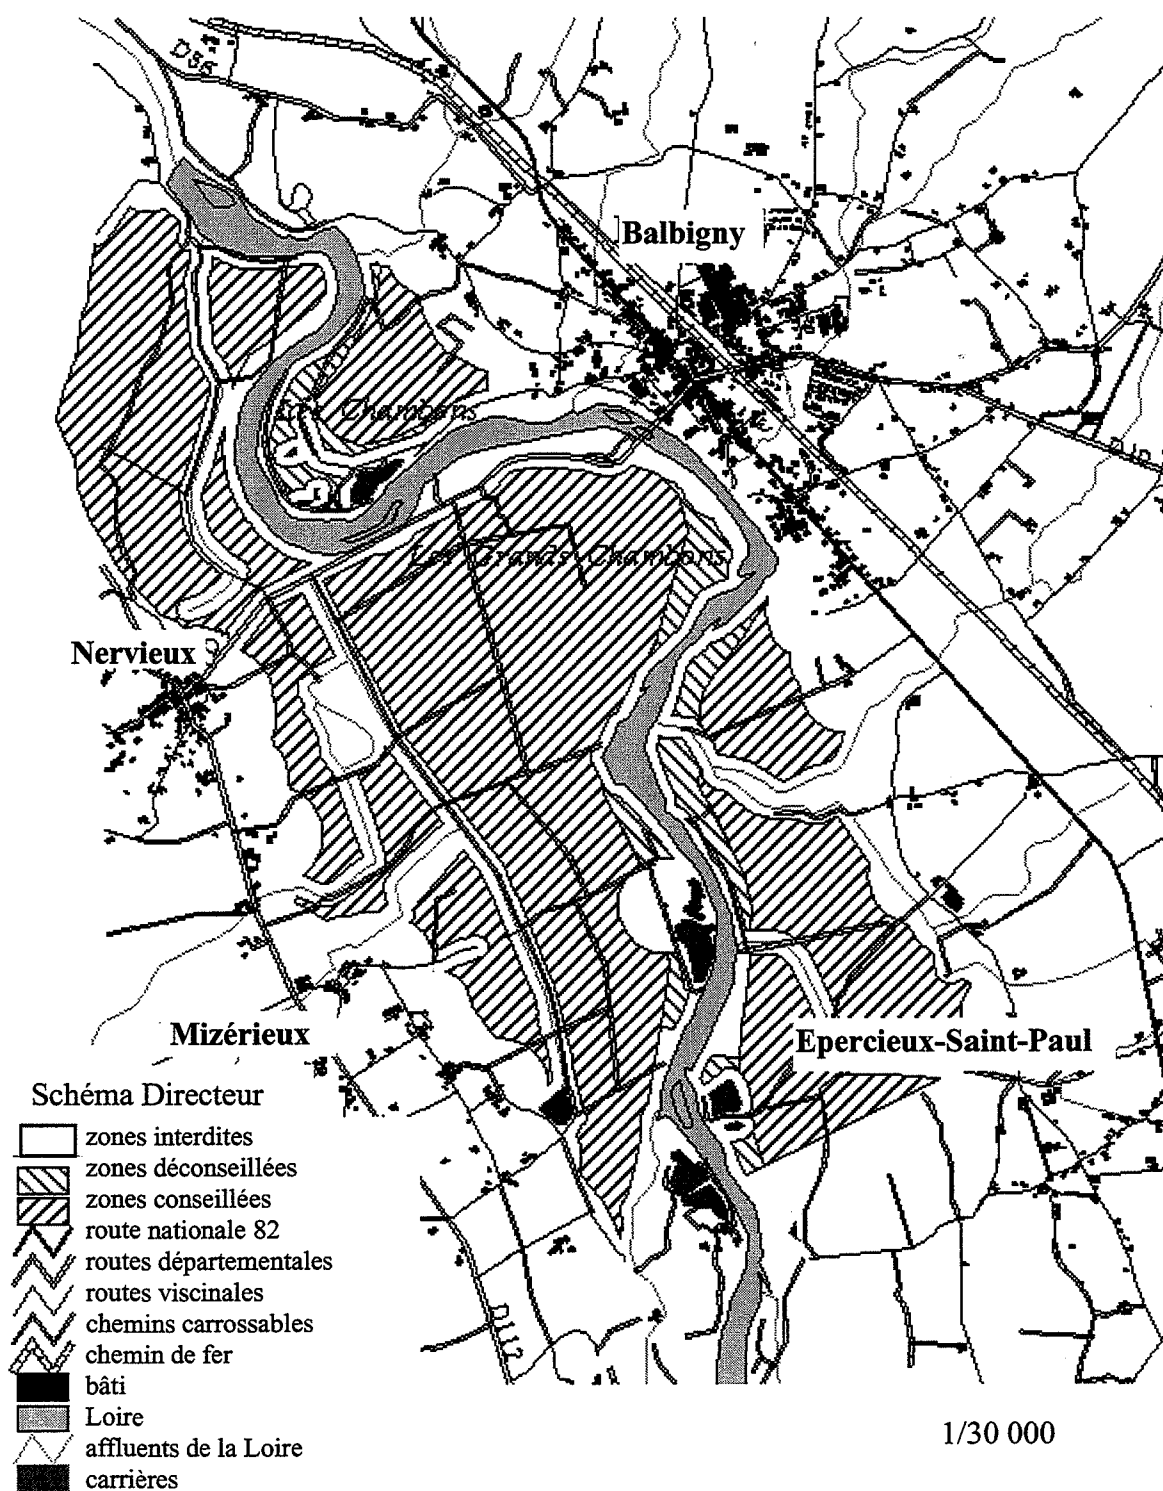 D56
Balbigny
Les Chambons
D10
Les Grands Chambons
Nervieux
Mizérieux
Epercieux-Saint-Paul
Schéma Directeur
zones interdites
zones déconseillées
zones conseillées
route nationale 82
routes départementales
routes viscinales
chemins carrossables
chemin de fer
bâti
Loire
affluents de la Loire
carrières
D112
1/30 000